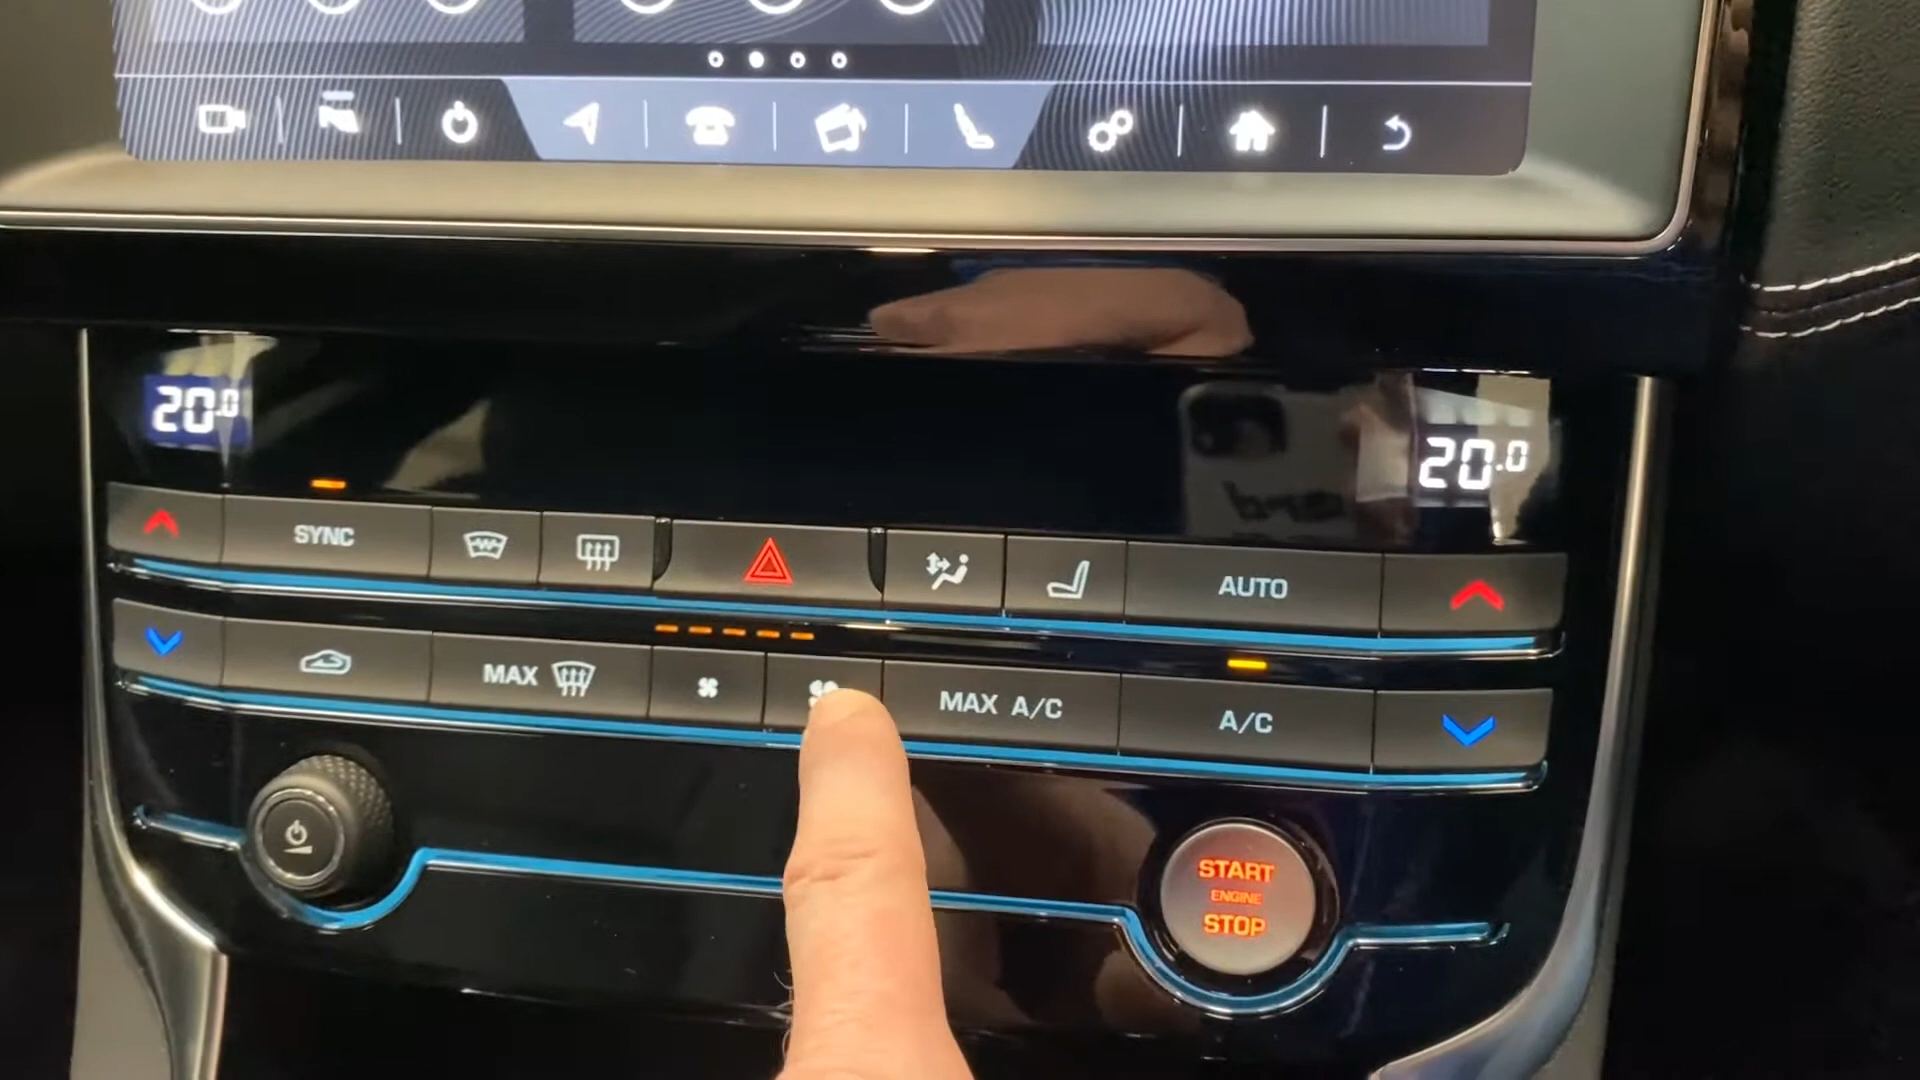 20.0
20.0
SYNC
AUTO
MAX
MAX A/C
A/C
START
ENGINE
STOP